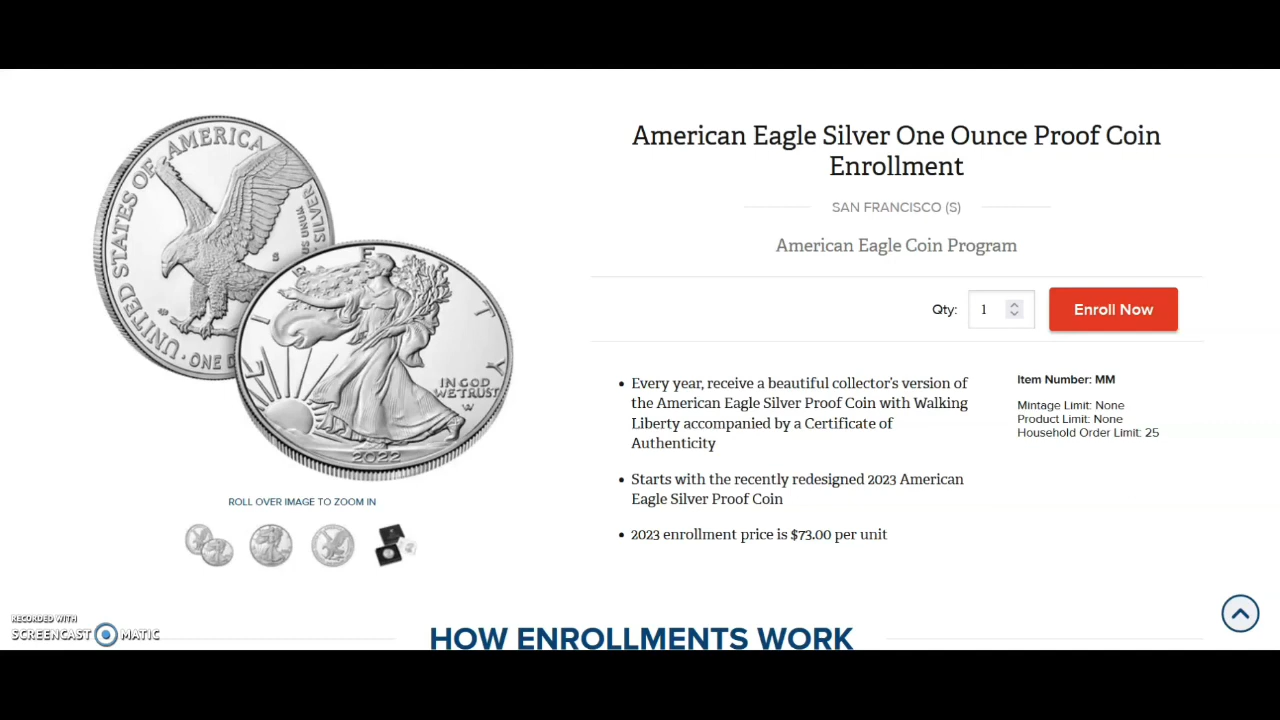 American Eagle Silver One Ounce Proof Coin
Enrollment
SAN FRANCISCO (S)
American Eagle Coin Program
Qty: 1 Enroll Now
• Every year, receive a beautiful collector's version of
the American Eagle Silver Proof Coin with Walking
Liberty accompanied by a Certificate of
Authenticity
• Starts with the recently redesigned 2023 American
Eagle Silver Proof Coin
• 2023 enrollment price is $73.00 per unit
Item Number: MM
Mintage Limit: None
Product Limit: None
Household Order Limit: 25
UNITED STATES OF AMERICA
SILVER
UNUM
S
ONE
LIBERTY
IN GOD
WE TRUST
W
2022
ROLL OVER IMAGE TO ZOOM IN
RECORDED WITH
SCREENCAST MATIC
HOW ENROLLMENTS WORK